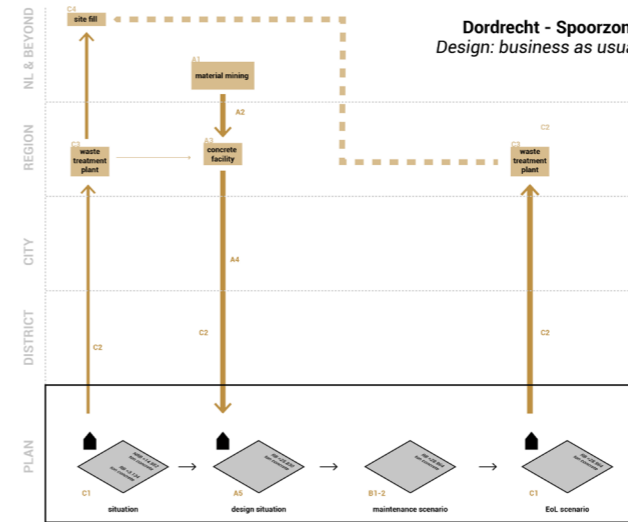 Dordrecht - Spoorzon
Design: business as usua
NL & BEYOND
C4
site fill
A1
material mining
A2
REGION
C3
waste
treatment
plant
A3
concrete
facility
C2
C3
waste
treatment
plant
CITY
A4
DISTRICT
C2
C2
C2
PLAN
C1
situation
A5
design situation
B1-2
maintenance scenario
C1
EoL scenario